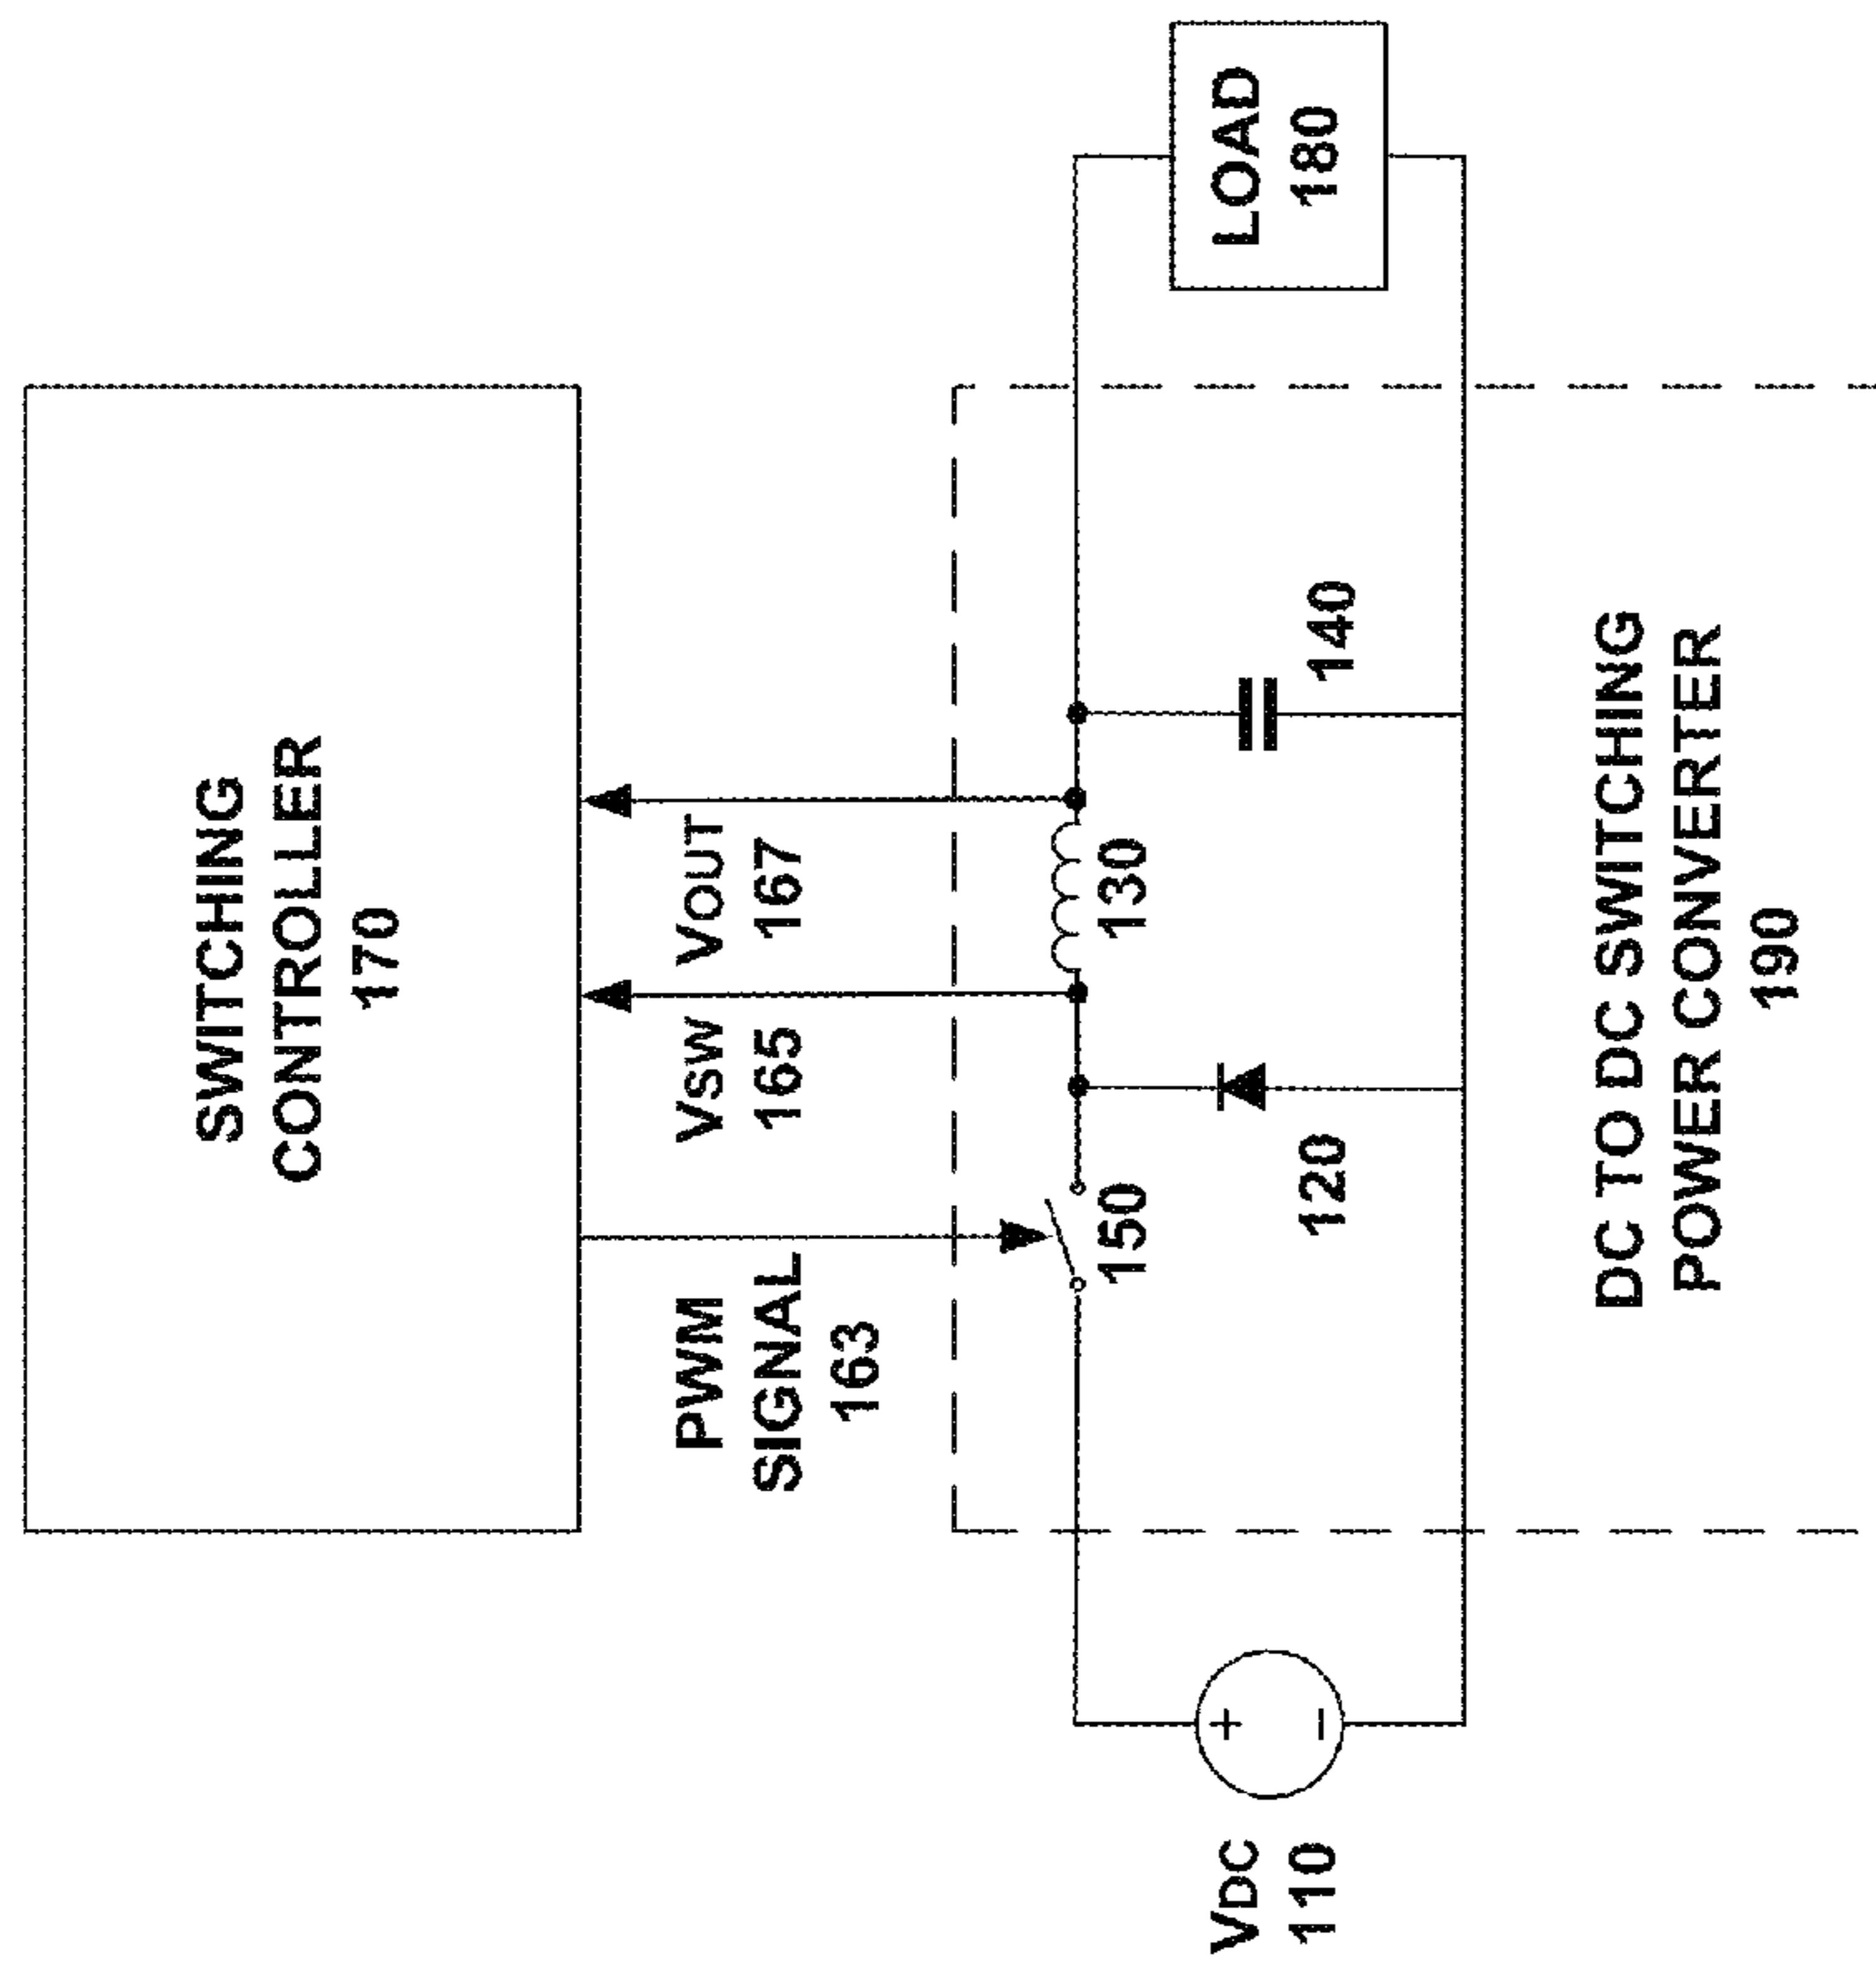 SWITCHING
CONTROLLER
170
PWM
SIGNAL
163
VSW
165
VOUT
167
VDC
110
+
−
150
120
130
140
LOAD
180
DC TO DC SWITCHING
POWER CONVERTER
190